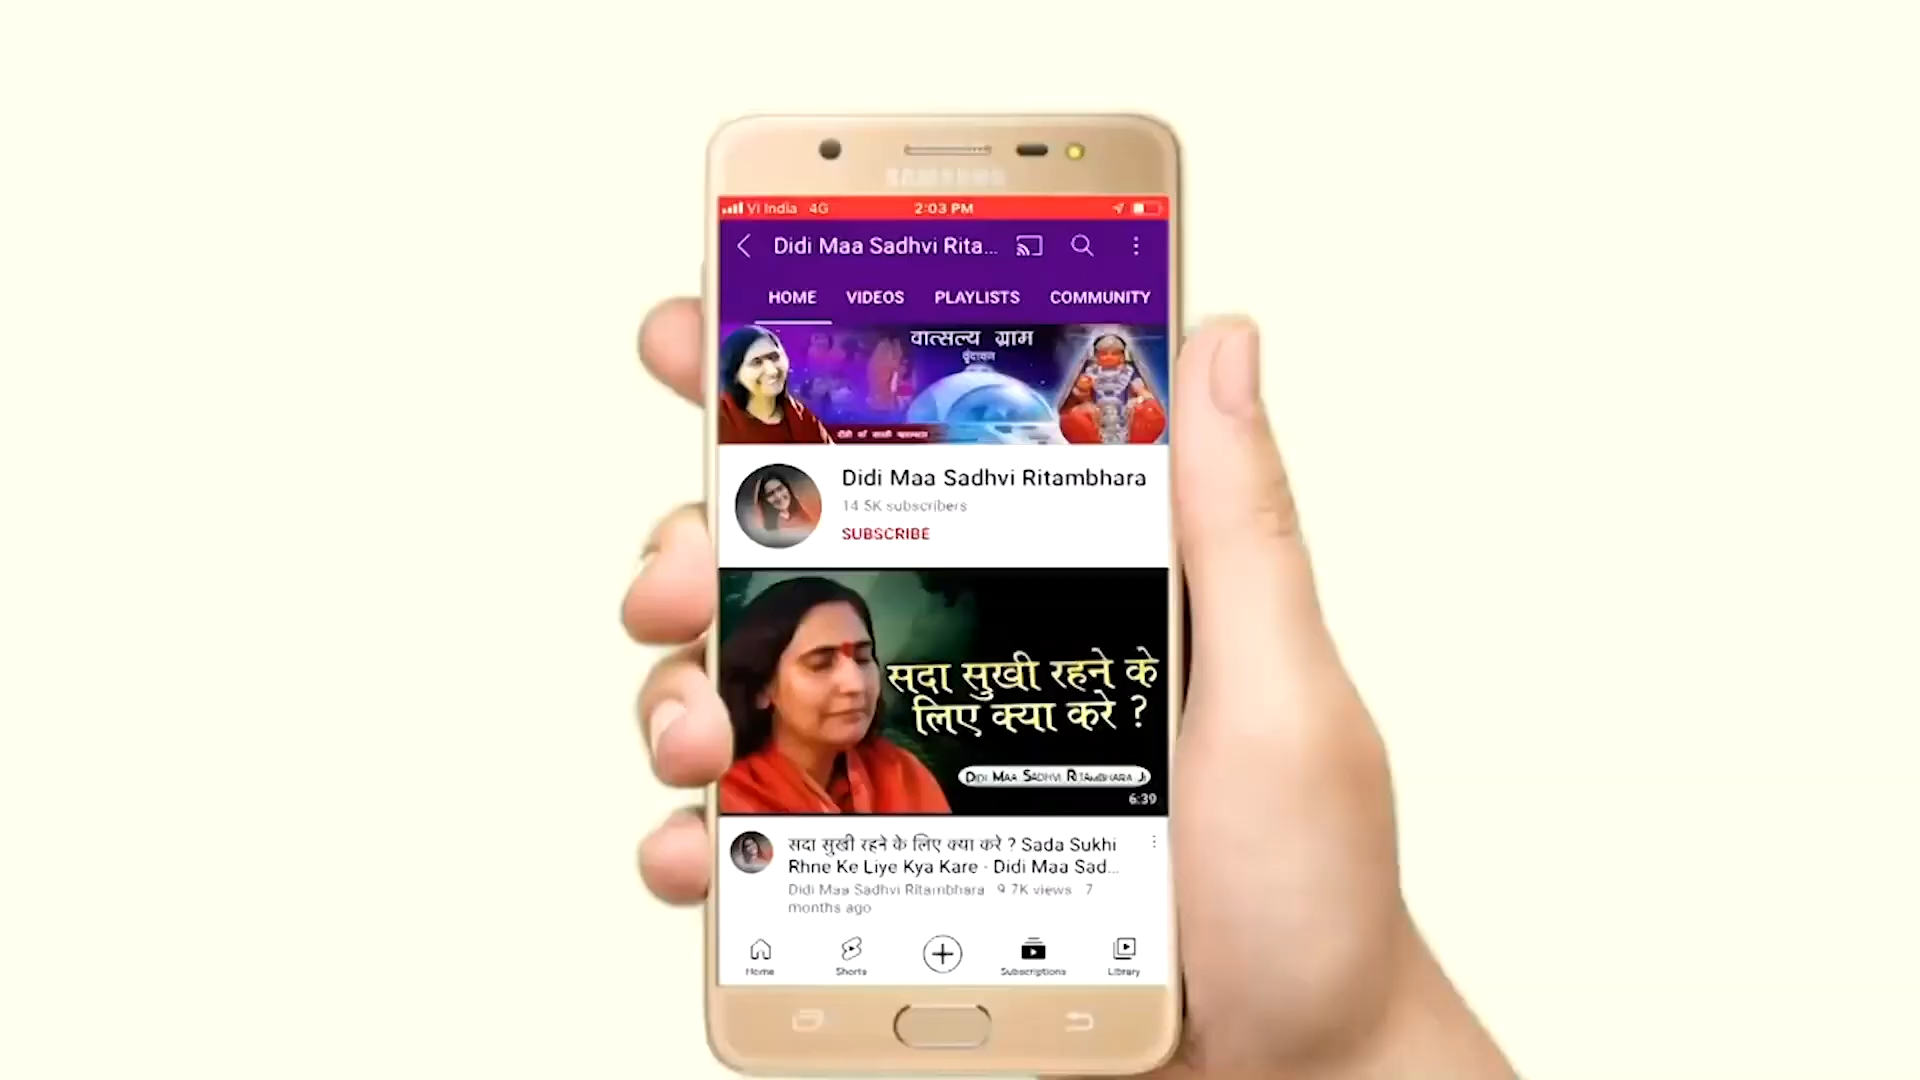 SAMSUNG
Vi India 4G 2:03 PM
Didi Maa Sadhvi Rita...
HOME VIDEOS PLAYLISTS COMMUNITY
वात्सल्य ग्राम
वृंदावन
Didi Maa Sadhvi Ritambhara
14.5K subscribers
SUBSCRIBE
सदा सुखी रहने के
लिए क्या करे ?
DIDI MAA SADHVI RITAMBHARA JI
6:39
सदा सुखी रहने के लिए क्या करे ? Sada Sukhi
Rhne Ke Liye Kya Kare - Didi Maa Sad...
Didi Maa Sadhvi Ritambhara 9.7K views 7
months ago
Home Shorts Subscriptions Library